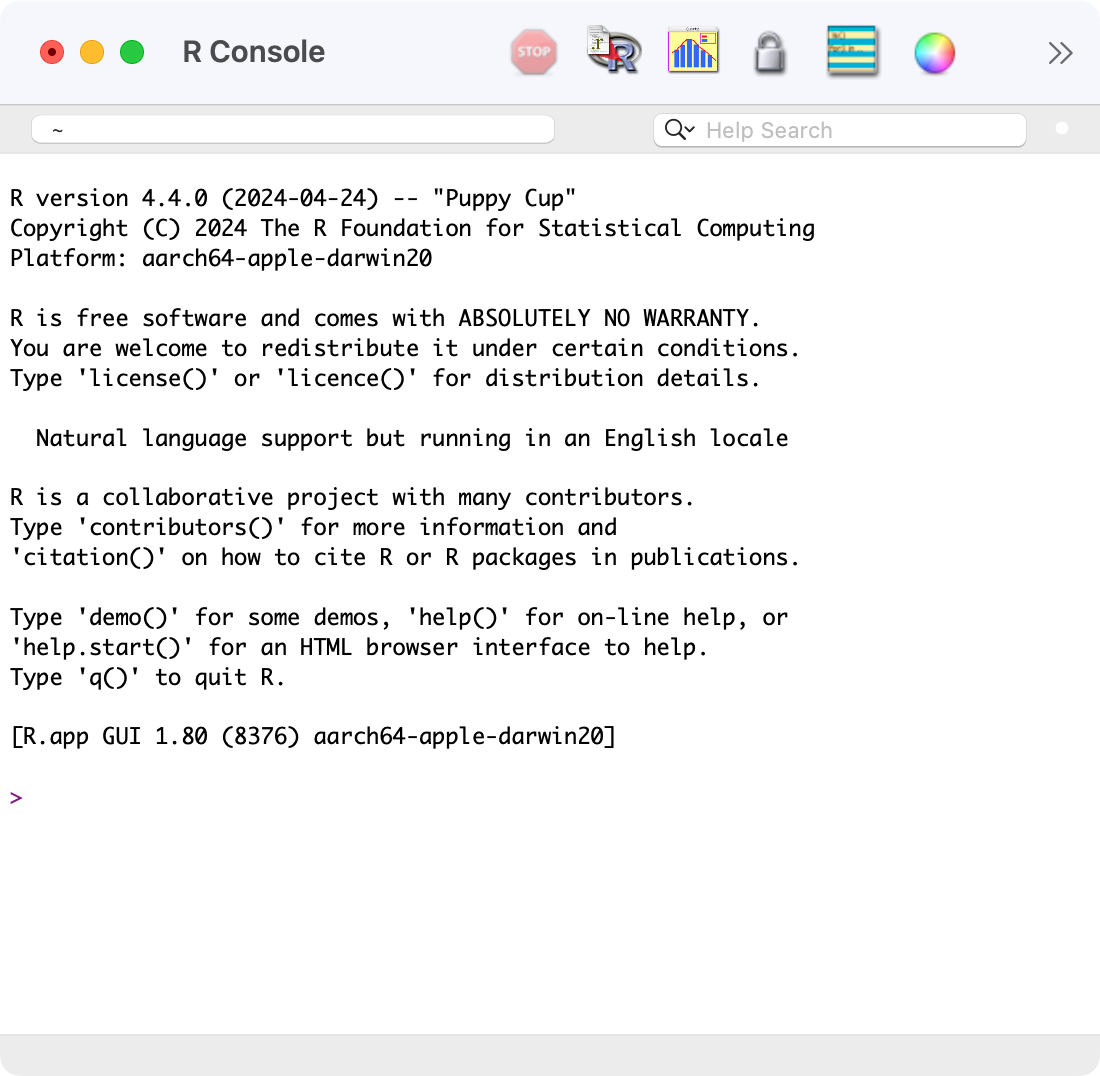 R Console
STOP
~
Help Search
R version 4.4.0 (2024-04-24) -- "Puppy Cup"
Copyright (C) 2024 The R Foundation for Statistical Computing
Platform: aarch64-apple-darwin20
R is free software and comes with ABSOLUTELY NO WARRANTY.
You are welcome to redistribute it under certain conditions.
Type 'license()' or 'licence()' for distribution details.
Natural language support but running in an English locale
R is a collaborative project with many contributors.
Type 'contributors()' for more information and
'citation()' on how to cite R or R packages in publications.
Type 'demo()' for some demos, 'help()' for on-line help, or
'help.start()' for an HTML browser interface to help.
Type 'q()' to quit R.
[R.app GUI 1.80 (8376) aarch64-apple-darwin20]
>